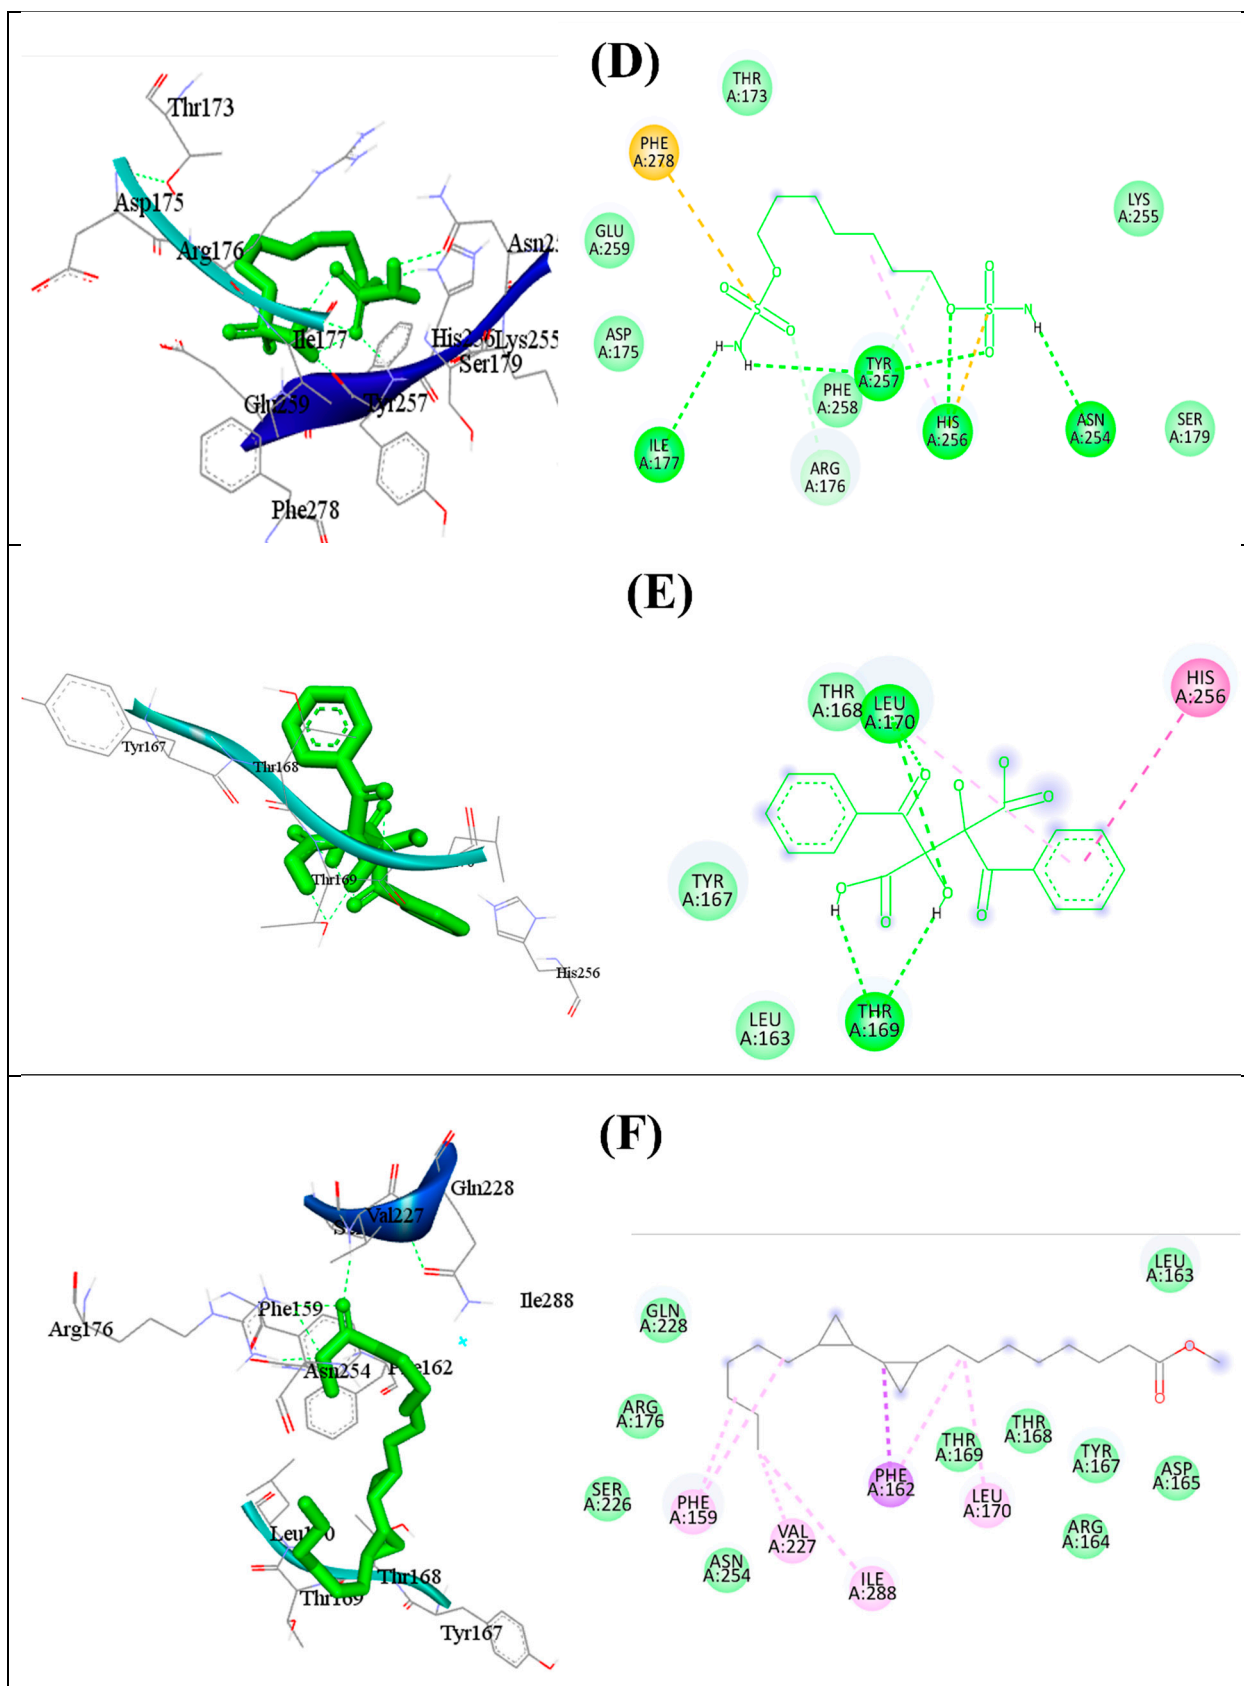 (D)
Thr173
Asp175
Arg176
Ile177
His256
Lys255
Ser179
Glu259
Tyr257
Phe278
THR
A:173
PHE
A:278
LYS
A:255
GLU
A:259
O
O
O
O
S
O
S
N
O
O
N
H
H
H
ASP
A:175
TYR
A:257
PHE
A:258
HIS
A:256
ASN
A:254
SER
A:179
ILE
A:177
ARG
A:176
(E)
Tyr167
Thr168
Thr169
His256
THR
A:168
LEU
A:170
HIS
A:256
O
O
O
O
O
O
O
O
H
H
TYR
A:167
LEU
A:163
THR
A:169
(F)
Gln228
Val227
Ile288
Phe159
Arg176
Asn254
Thr168
Thr169
Tyr167
LEU
A:163
GLN
A:228
O
O
ARG
A:176
THR
A:168
THR
A:169
TYR
A:167
ASP
A:165
SER
A:226
PHE
A:159
PHE
A:162
LEU
A:170
VAL
A:227
ARG
A:164
ASN
A:254
ILE
A:288